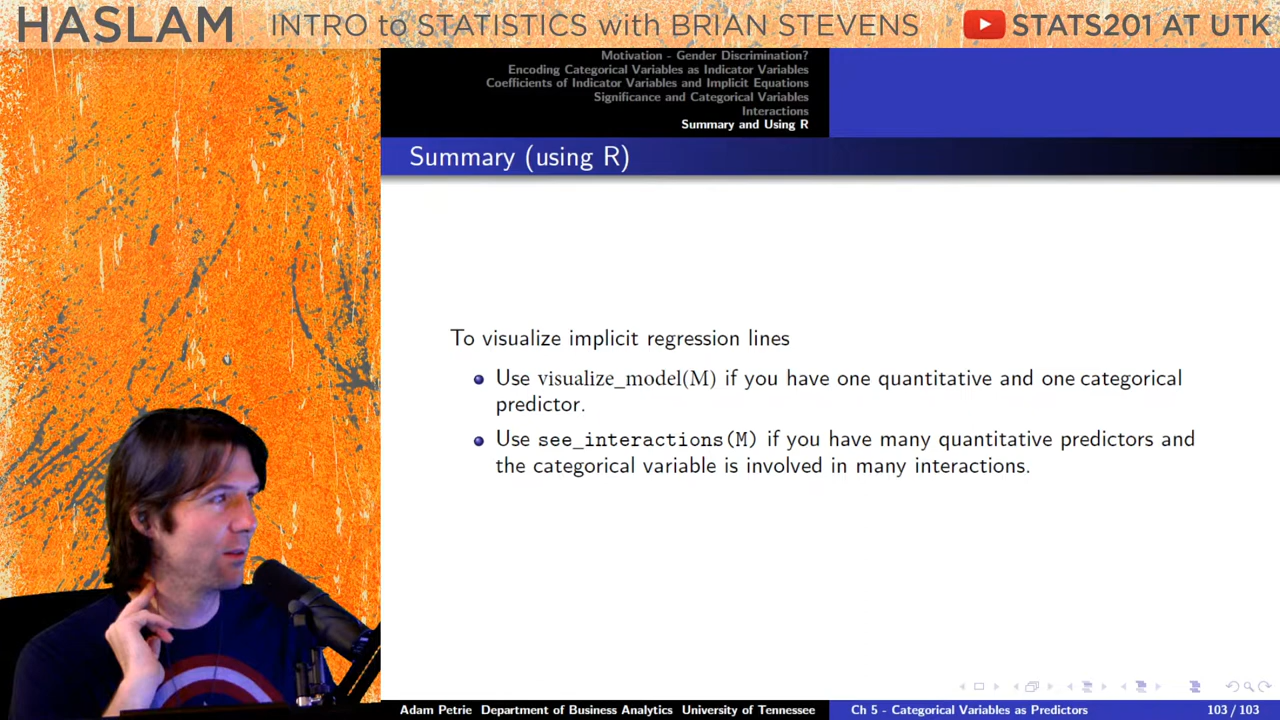 HASLAM INTRO to STATISTICS with BRIAN STEVENS STATS201 AT UTK
Motivation - Gender Discrimination?
Encoding Categorical Variables as Indicator Variables
Coefficients of Indicator Variables and Implicit Equations
Significance and Categorical Variables
Interactions
Summary and Using R
Summary (using R)
To visualize implicit regression lines
Use visualize_model(M) if you have one quantitative and one categorical
predictor.
Use see_interactions(M) if you have many quantitative predictors and
the categorical variable is involved in many interactions.
Adam Petrie Department of Business Analytics University of Tennessee Ch 5 - Categorical Variables as Predictors 103 / 103